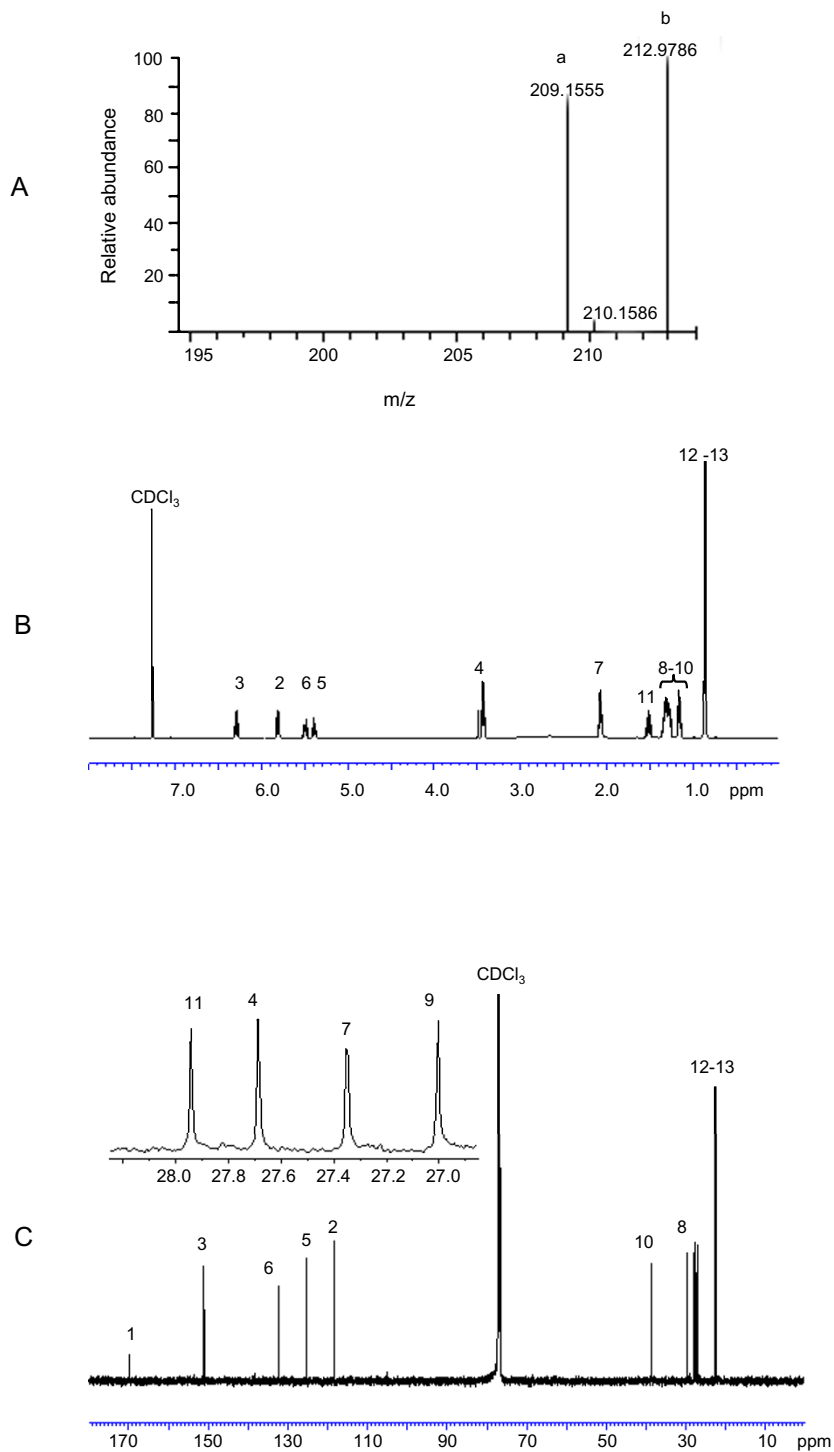 b
a
212.9786
209.1555
100
80
60
40
20
Relative abundance
A
210.1586
195 200 205 210
m/z
12 -13
CDCl3
B
3 2 6 5 4 7 11 8-10
7.0 6.0 5.0 4.0 3.0 2.0 1.0 ppm
CDCl3
11 4 7 9
12-13
28.0 27.8 27.6 27.4 27.2 27.0
C
1 3 6 5 2 10 8
170 150 130 110 90 70 50 30 10 ppm